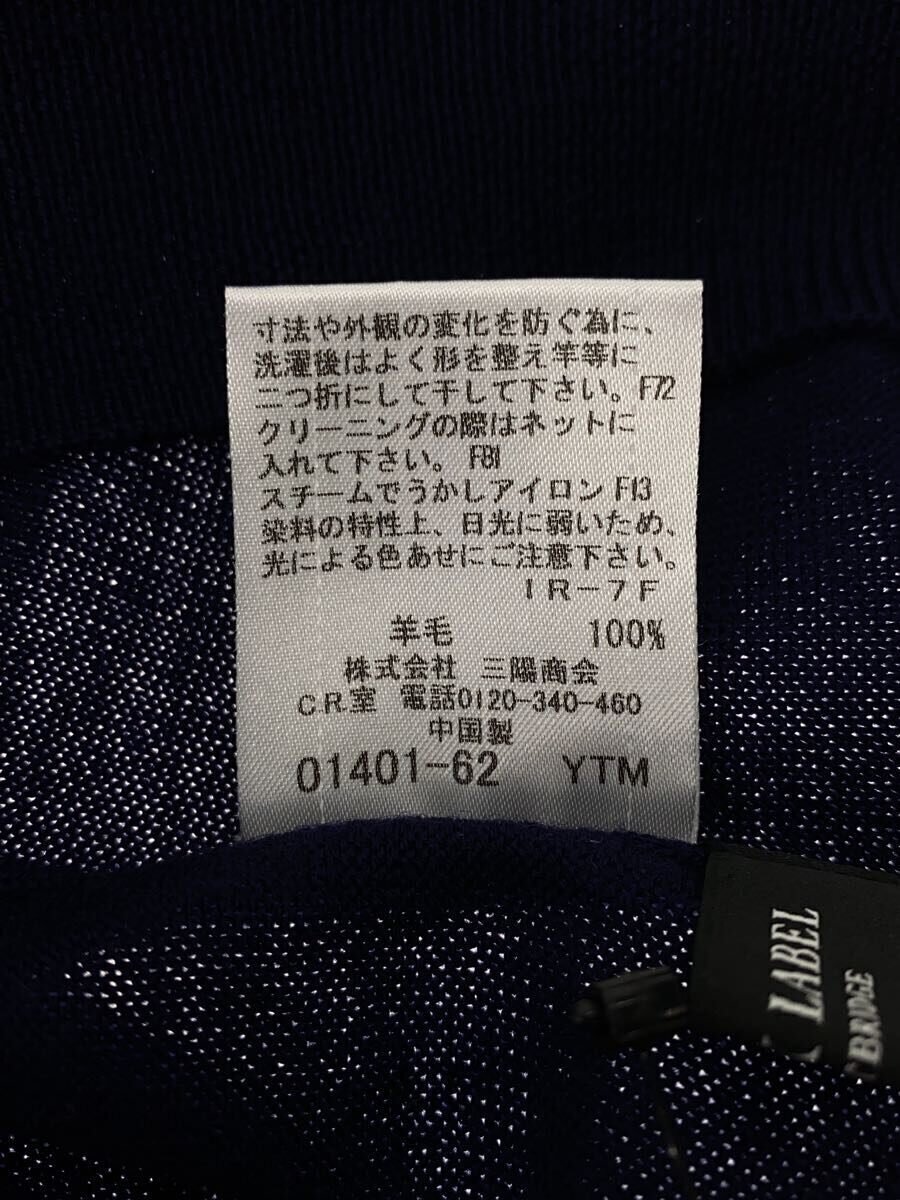 寸法や外観の変化を防ぐ為に、
洗濯後はよく形を整え竿等に
二つ折にして干して下さい。F72
クリーニングの際はネットに
入れて下さい。F81
スチームでうかしアイロンF13
染料の特性上、日光に弱いため、
光による色あせにご注意下さい。
IR-7F
羊毛 100%
株式会社 三陽商会
C.R.室 電話0120-340-460
中国製
01401-62 YTM
LABEL
BRIDGE